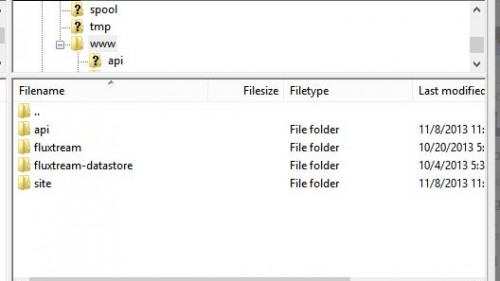 spool
tmp
www
api
Filename Filesize Filetype Last modified
..
api File folder 11/8/2013 11:
fluxtream File folder 10/20/2013 5:
fluxtream-datastore File folder 10/4/2013 5:3
site File folder 11/8/2013 11: